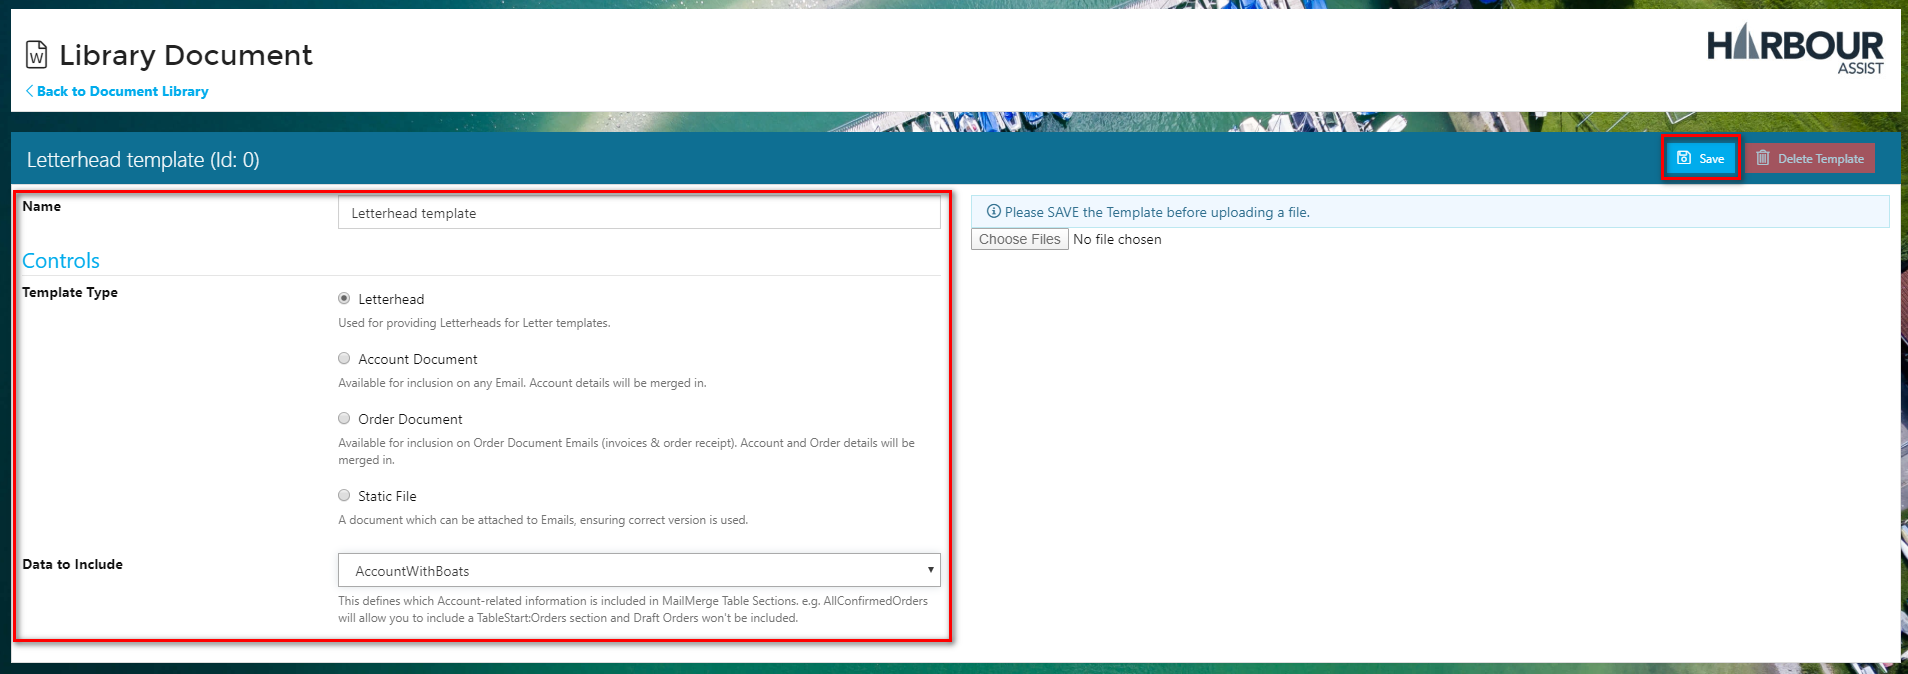 Library Document
Back to Document Library
HARBOUR
ASSIST
Letterhead template (Id: 0)
Save
Delete Template
Name
Letterhead template
Please SAVE the Template before uploading a file.
Choose Files No file chosen
Controls
Template Type
Letterhead
Used for providing Letterheads for Letter templates.
Account Document
Available for inclusion on any Email. Account details will be merged in.
Order Document
Available for inclusion on Order Document Emails (invoices & order receipt). Account and Order details will be
merged in.
Static File
A document which can be attached to Emails, ensuring correct version is used.
Data to Include
AccountWithBoats
This defines which Account-related information is included in MailMerge Table Sections. e.g. AllConfirmedOrders
will allow you to include a TableStart:Orders section and Draft Orders won't be included.